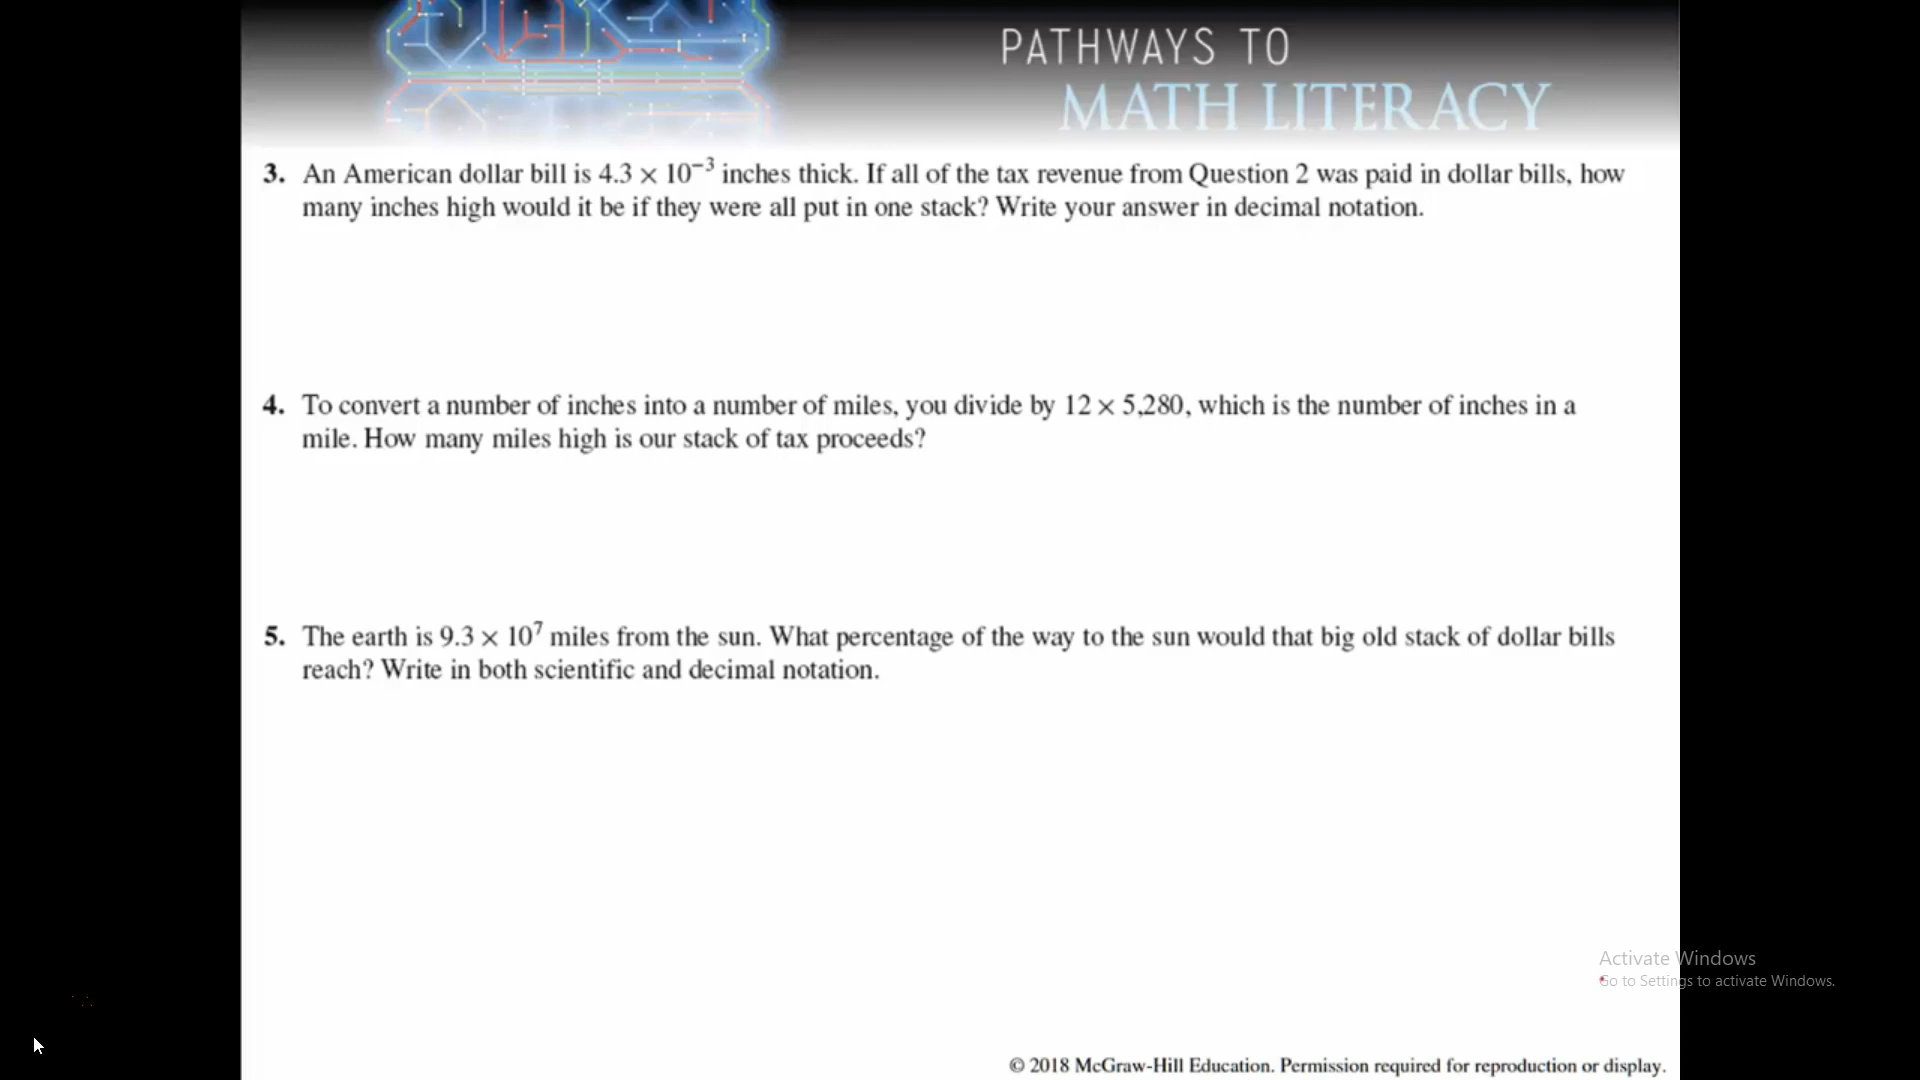 PATHWAYS TO
MATH LITERACY
3. An American dollar bill is 4.3 × 10⁻³ inches thick. If all of the tax revenue from Question 2 was paid in dollar bills, how
many inches high would it be if they were all put in one stack? Write your answer in decimal notation.
4. To convert a number of inches into a number of miles, you divide by 12 × 5,280, which is the number of inches in a
mile. How many miles high is our stack of tax proceeds?
5. The earth is 9.3 × 10⁷ miles from the sun. What percentage of the way to the sun would that big old stack of dollar bills
reach? Write in both scientific and decimal notation.
Activate Windows
Go to Settings to activate Windows.
© 2018 McGraw-Hill Education. Permission required for reproduction or display.